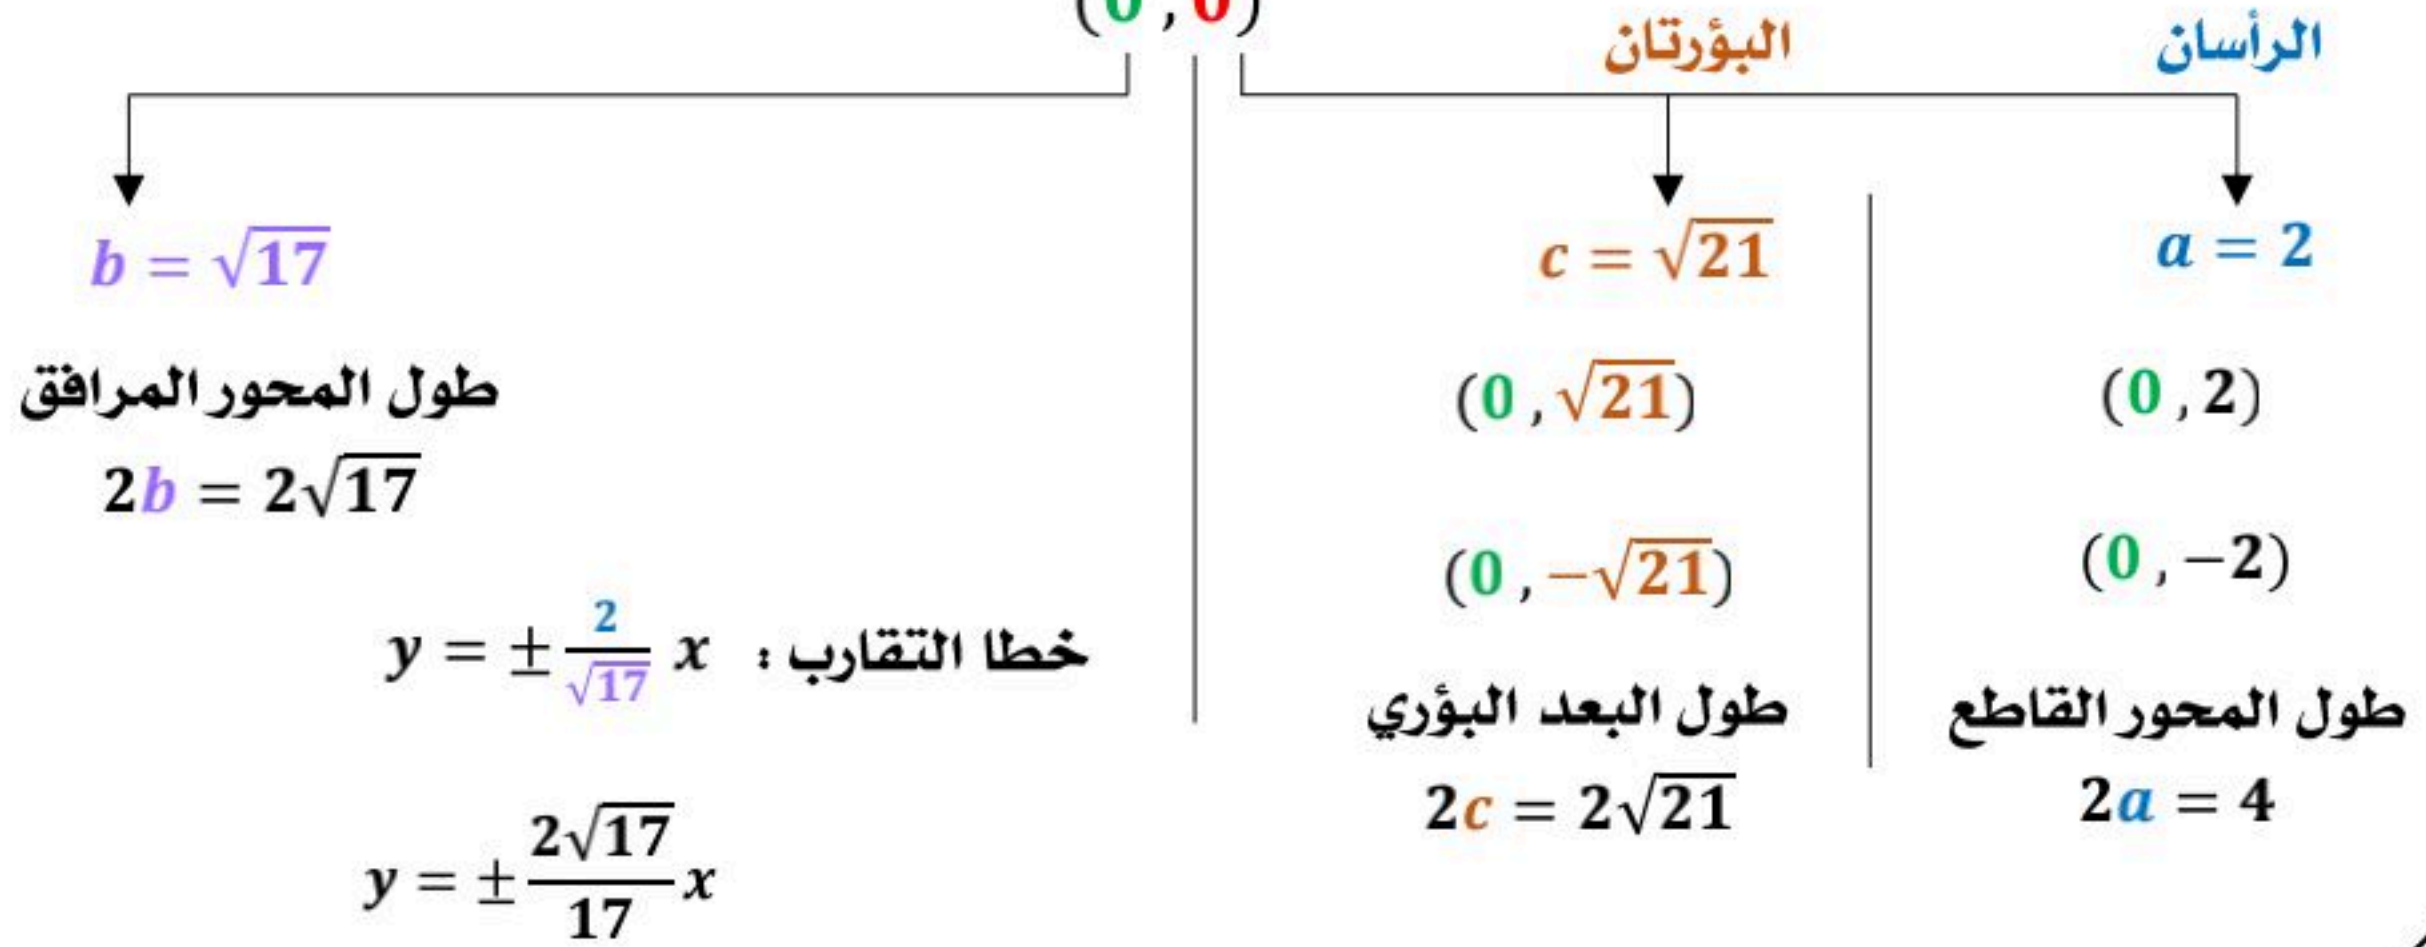 (0 , 0)
الرأسان
البؤرتان
a = 2
(0 , 2)
(0 , −2)
طول المحور القاطع
2a = 4
c = √21
(0 , √21)
(0 , −√21)
طول البعد البؤري
2c = 2√21
b = √17
طول المحور المرافق
2b = 2√17
خطا التقارب : y = ± 2/√17 x
y = ± 2√17/17 x